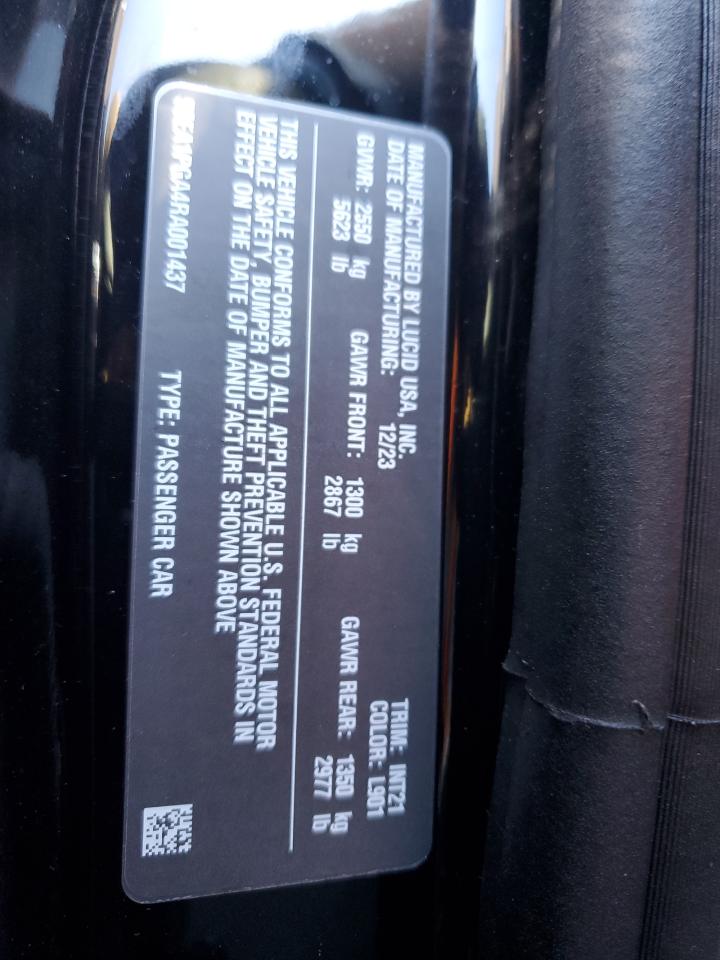 MANUFACTURED BY LUCID USA, INC.
DATE OF MANUFACTURING: 12/23
TRIM: INT21
COLOR: L901
GVWR: 2550 kg GAWR FRONT: 1300 kg GAWR REAR: 1350 kg
5623 lb 2867 lb 2977 lb
THIS VEHICLE CONFORMS TO ALL APPLICABLE U.S. FEDERAL MOTOR
VEHICLE SAFETY, BUMPER AND THEFT PREVENTION STANDARDS IN
EFFECT ON THE DATE OF MANUFACTURE SHOWN ABOVE
TYPE: PASSENGER CAR